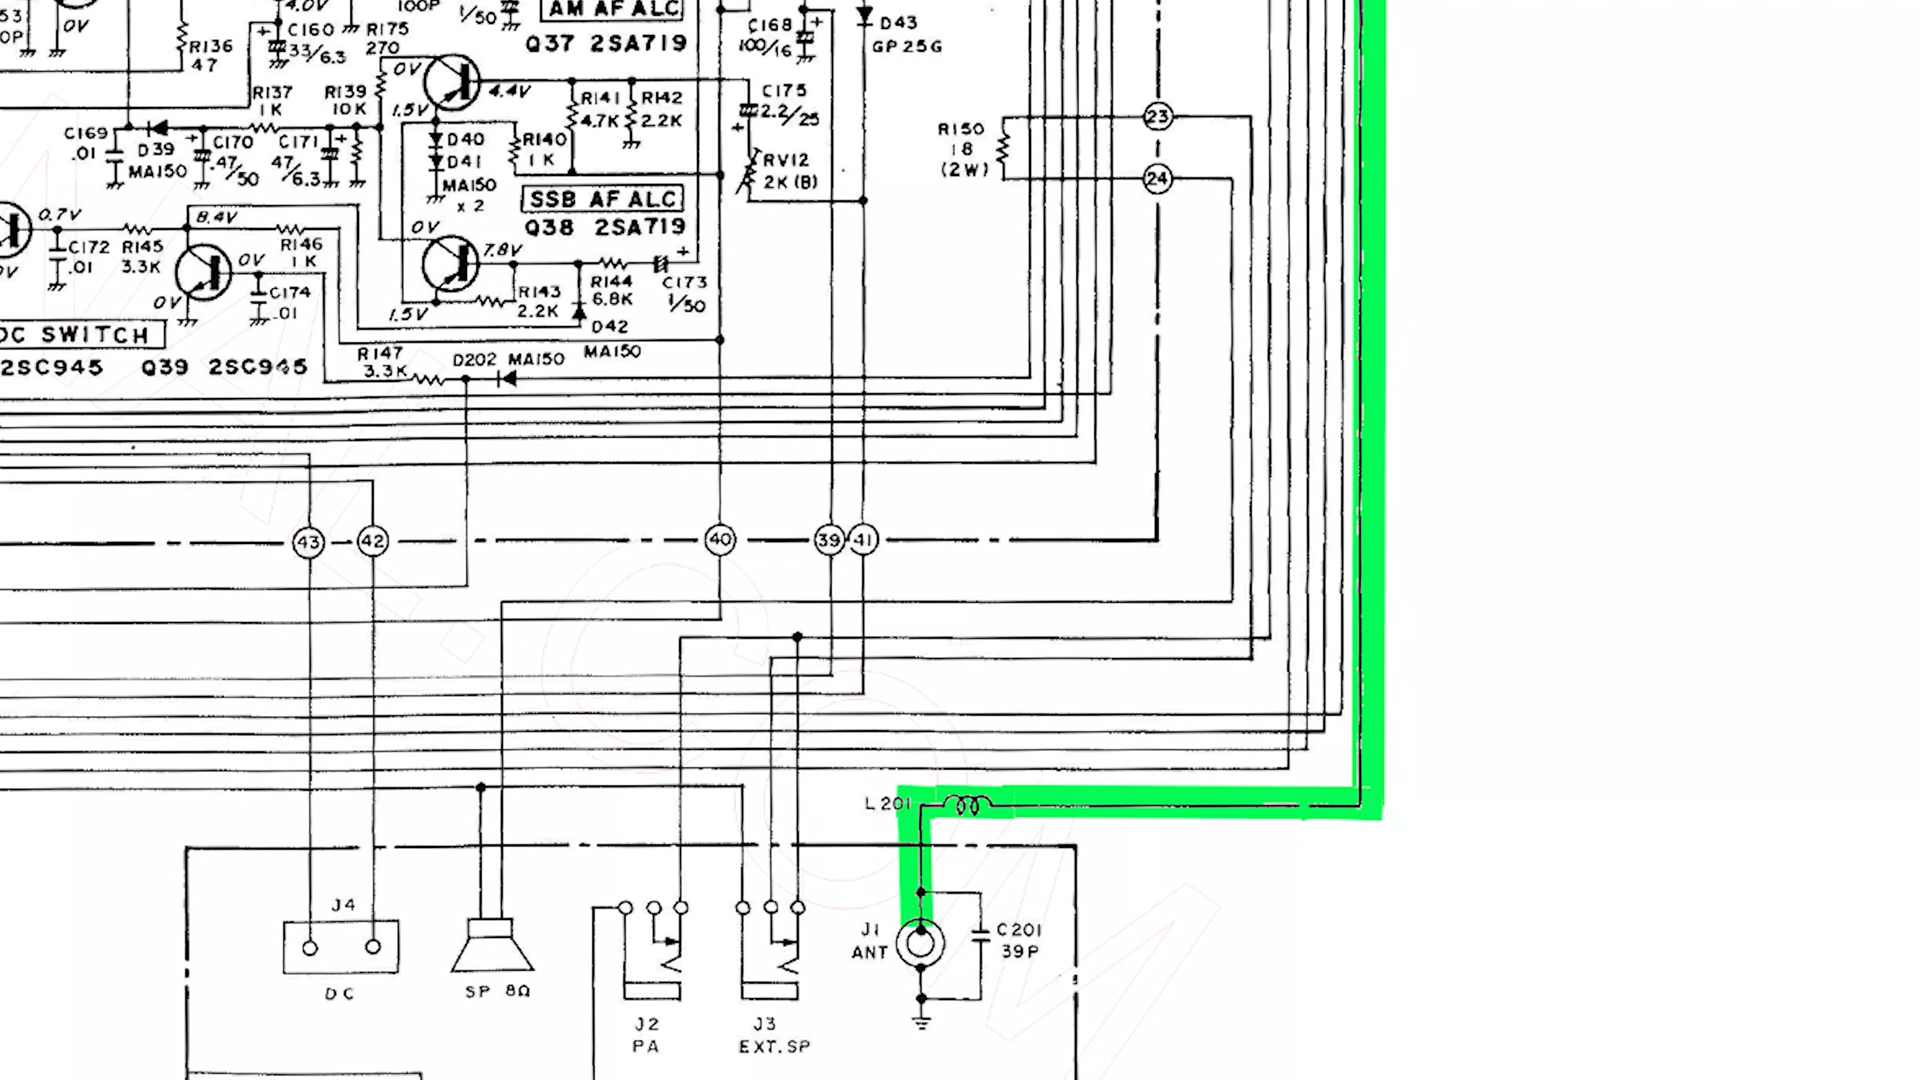 53
0P
0V
R136
47
4.0V
C160
33/6.3
R175
270
100P
1/50
AM AF ALC
Q37 2SA719
C168
100/16
D43
GP25G
R137
1K
R139
10K
0V
4.4V
1.5V
R141
4.7K
R142
2.2K
C175
2.2/25
C169
.01
D39
MA150
C170
.47/50
C171
47/6.3
D40
D41
MA150
x 2
R140
1K
RV12
2K(B)
R150
18
(2W)
23
24
SSB AF ALC
Q38 2SA719
0.7V
0V
C172
.01
R145
3.3K
8.4V
0V
0V
R146
1K
C174
.01
0V
7.8V
1.5V
R143
2.2K
R144
6.8K
C173
1/50
D42
MA150
OC SWITCH
2SC945
Q39 2SC945
R147
3.3K
D202 MA150
43
42
40
39
41
L201
J4
DC
SP 8Ω
J2
PA
J3
EXT.SP
J1
ANT
C201
39P